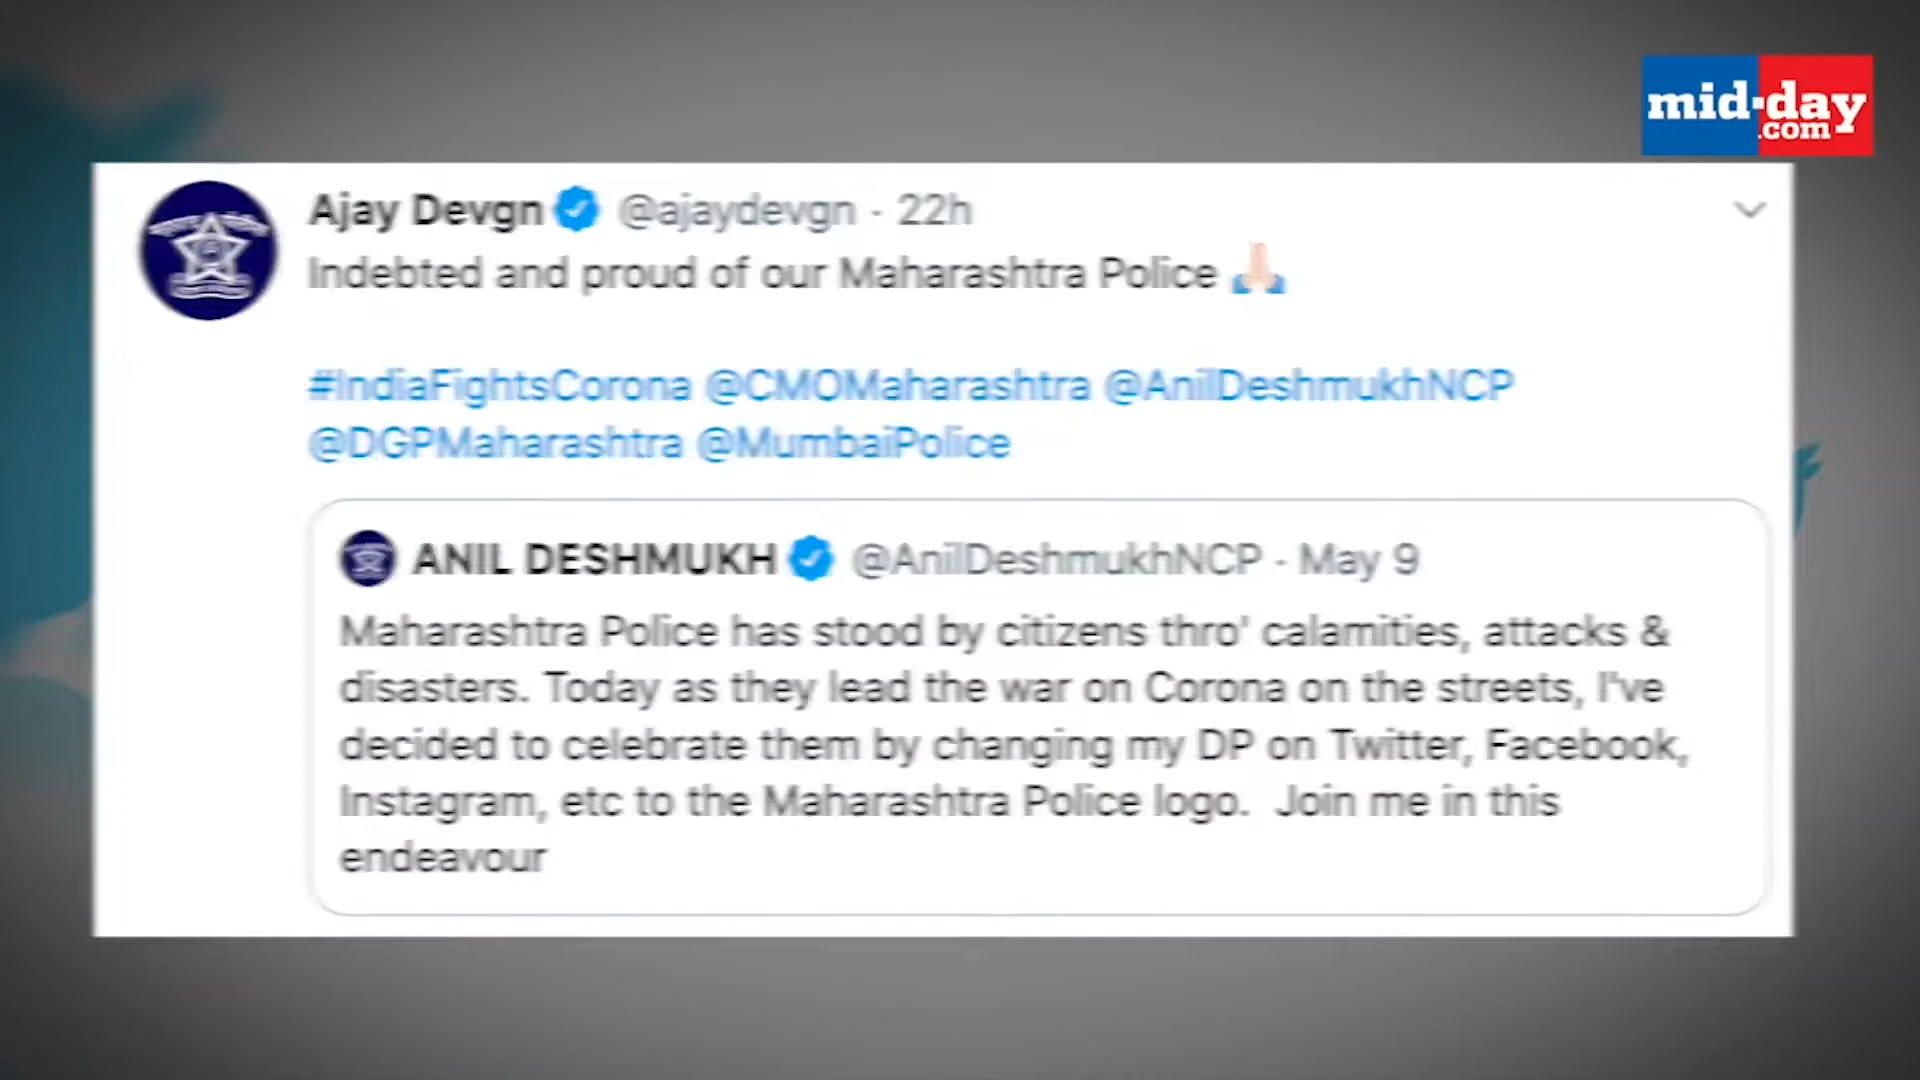 mid-day
.com
Ajay Devgn @ajaydevgn · 22h
Indebted and proud of our Maharashtra Police 🙏🏻
#IndiaFightsCorona @CMOMaharashtra @AnilDeshmukhNCP
@DGPMaharashtra @MumbaiPolice
ANIL DESHMUKH @AnilDeshmukhNCP · May 9
Maharashtra Police has stood by citizens thro' calamities, attacks &
disasters. Today as they lead the war on Corona on the streets, I've
decided to celebrate them by changing my DP on Twitter, Facebook,
Instagram, etc to the Maharashtra Police logo.  Join me in this
endeavour